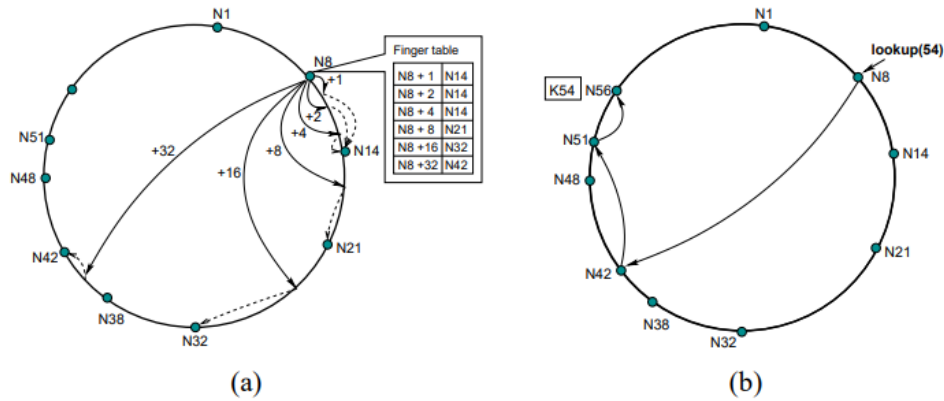 N1
N8
+1
+2
+4
+8
+16
+32
Finger table
N8 + 1 N14
N8 + 2 N14
N8 + 4 N14
N8 + 8 N21
N8 +16 N32
N8 +32 N42
N14
N21
N32
N38
N42
N48
N51
(a)
N1
lookup(54)
N8
K54 N56
N51
N14
N48
N21
N42
N38
N32
(b)